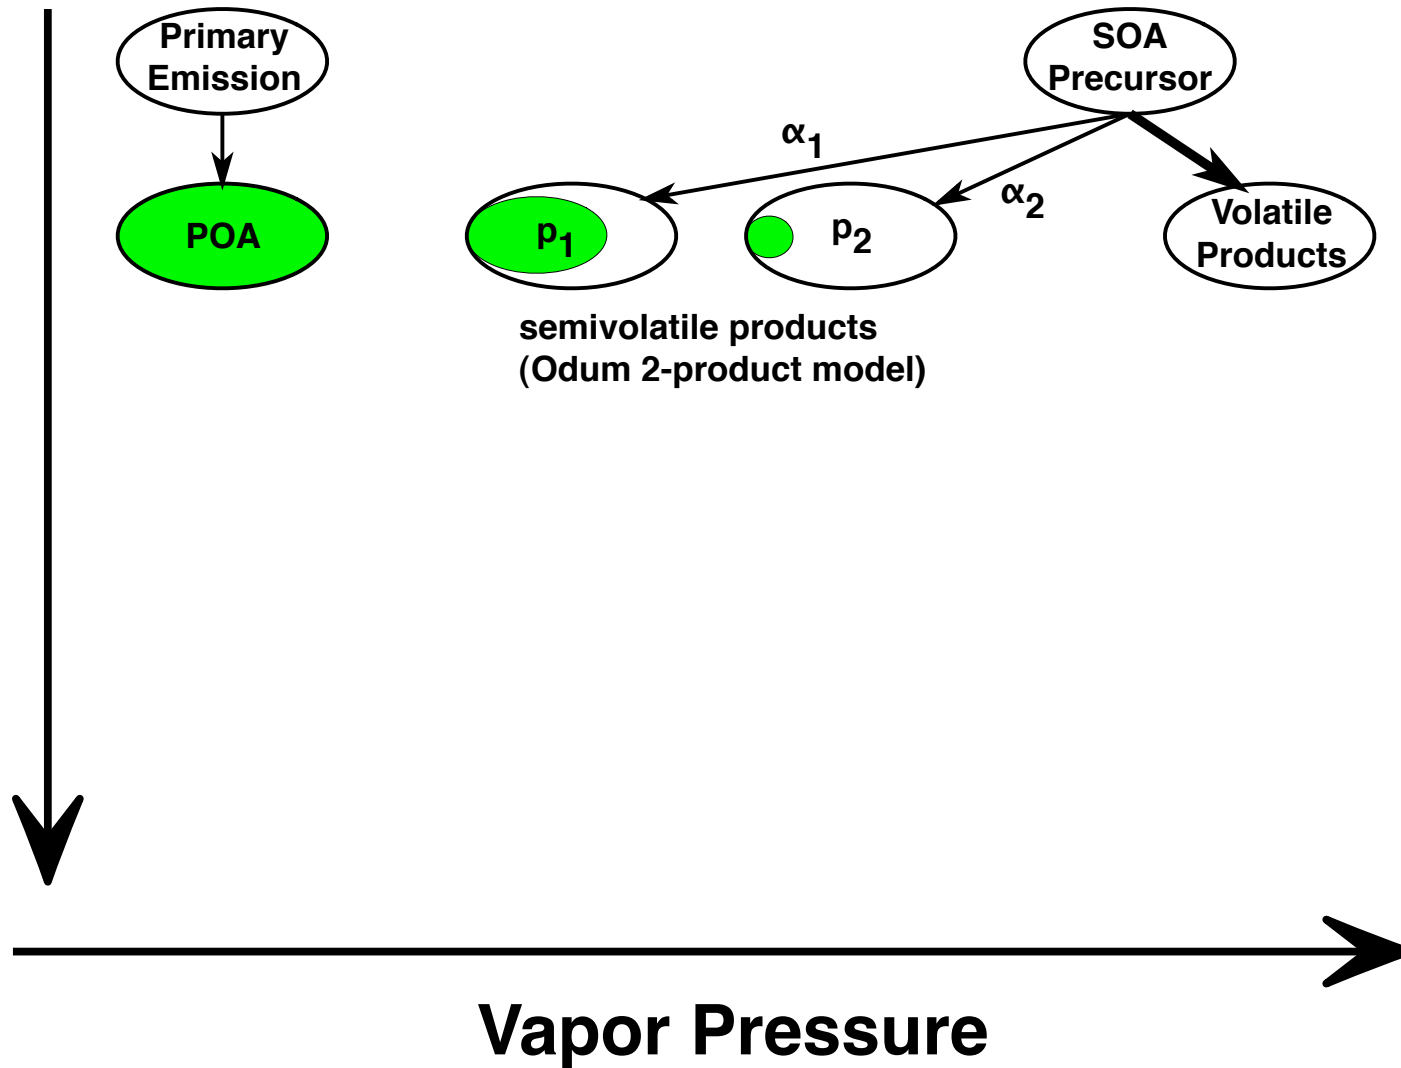 Primary
Emission
SOA
Precursor
α1
α2
POA
p1
p2
Volatile
Products
semivolatile products
(Odum 2-product model)
Vapor Pressure